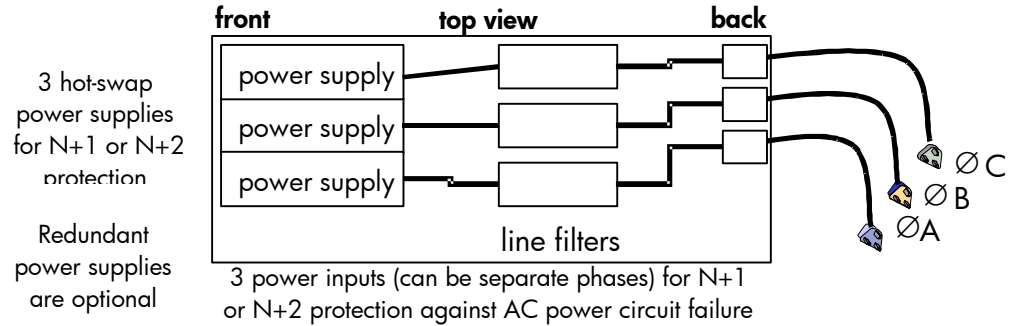 front top view back
3 hot-swap
power supplies
for N+1 or N+2
protection
Redundant
power supplies
are optional
power supply
power supply
power supply
line filters
Ø C
Ø B
ØA
3 power inputs (can be separate phases) for N+1
or N+2 protection against AC power circuit failure